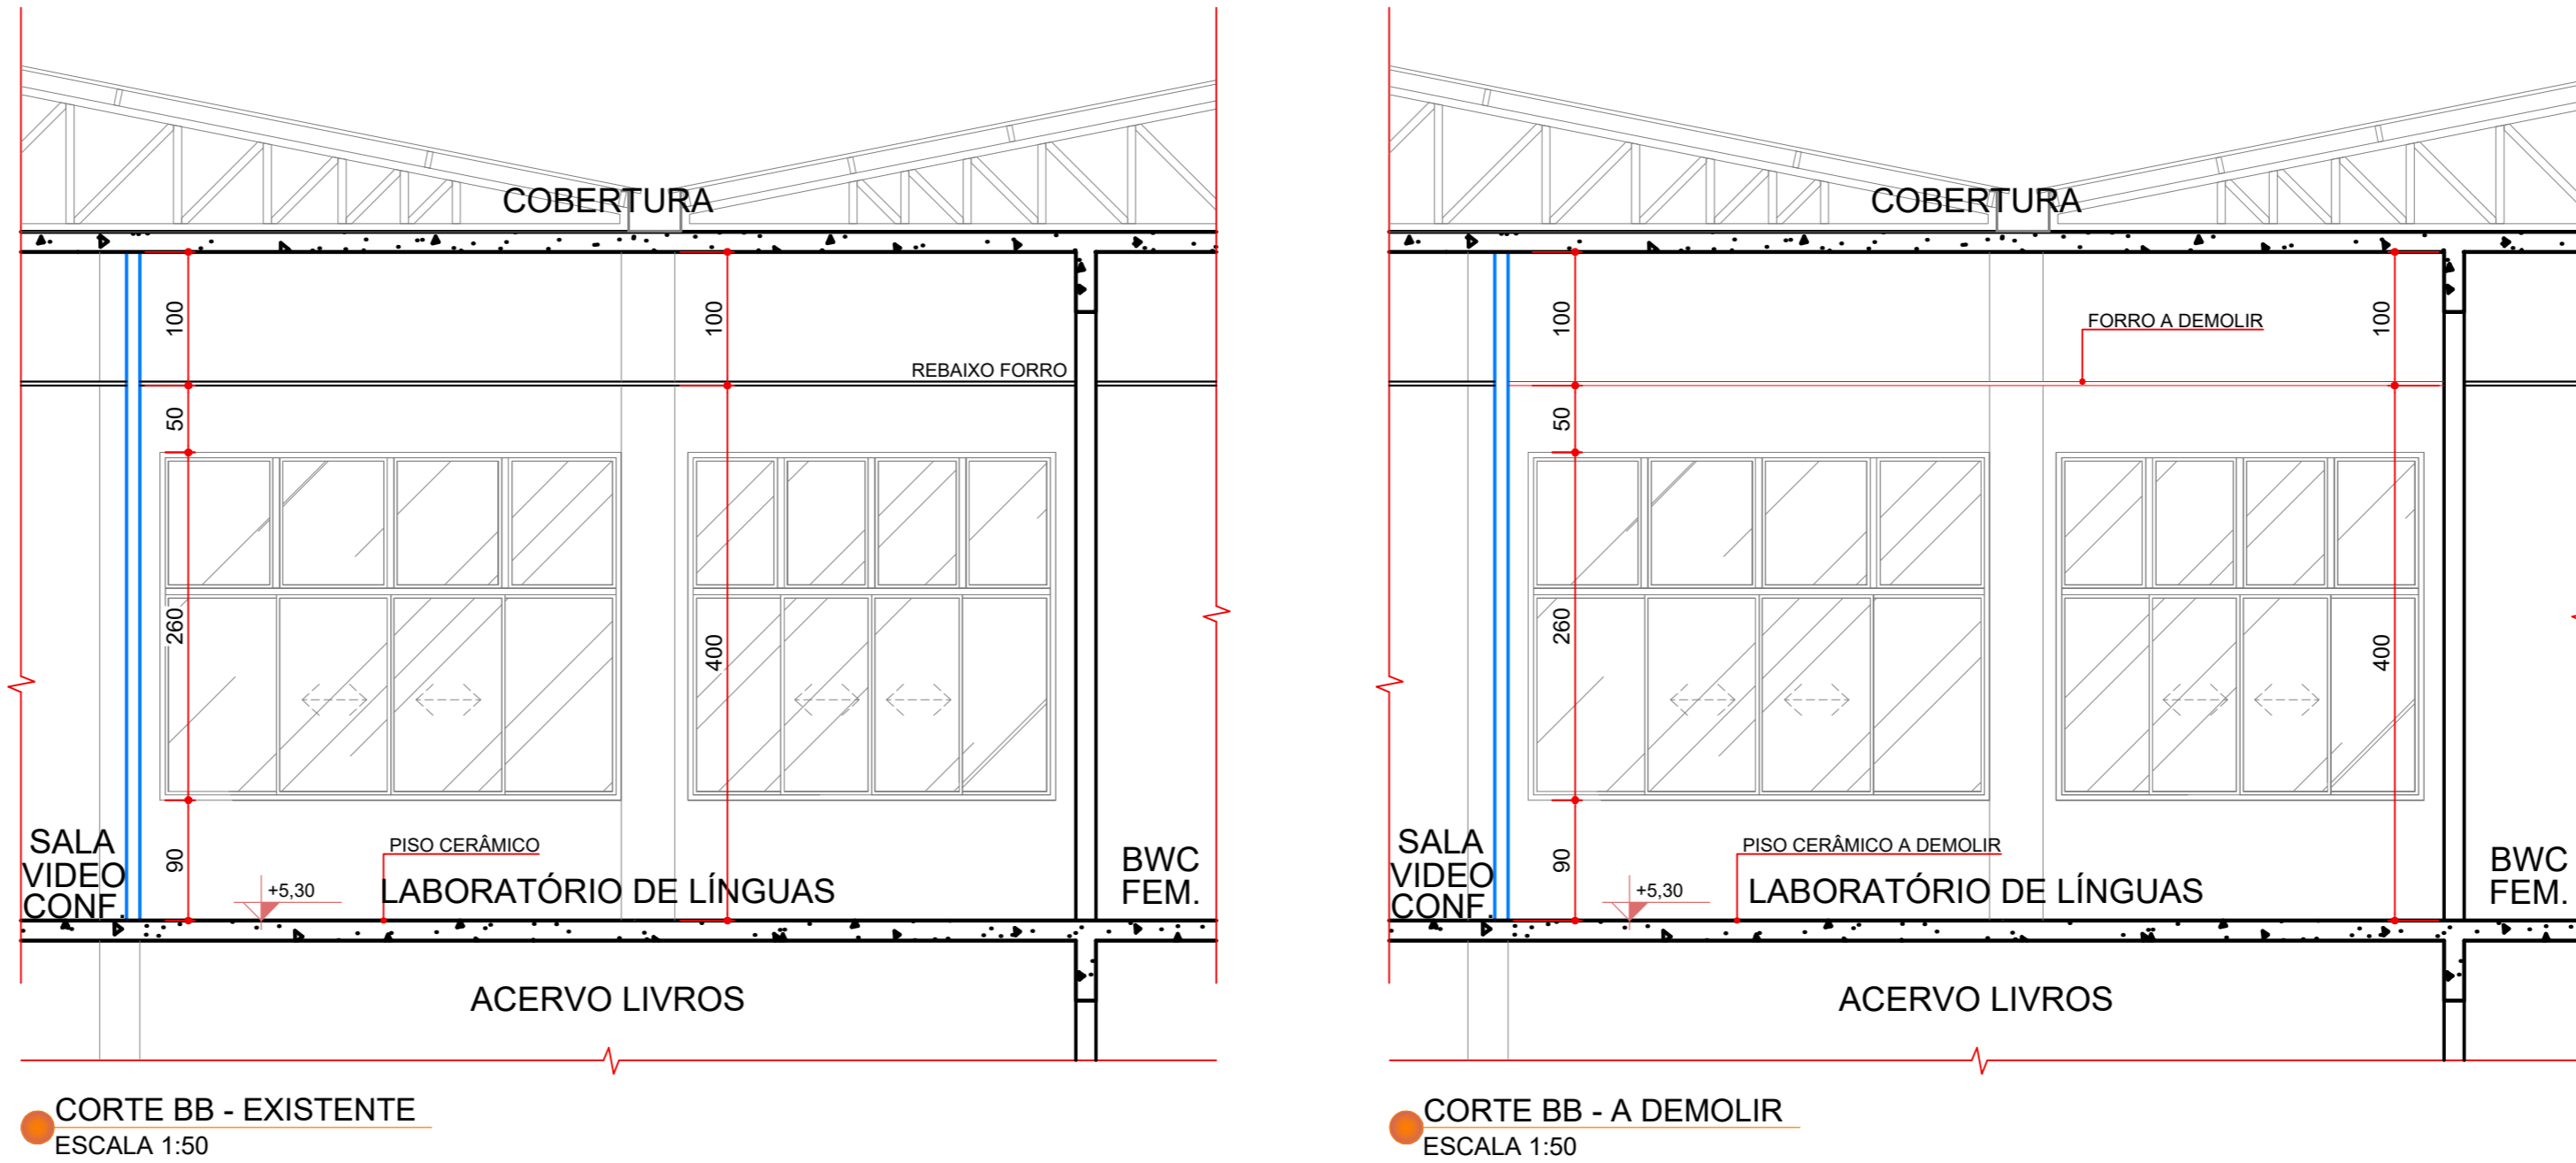 COBERTURA
100
100
REBAIXO FORRO
50
260
400
SALA
VIDEO
CONF.
90
PISO CERÂMICO
+5,30
LABORATÓRIO DE LÍNGUAS
BWC
FEM.
ACERVO LIVROS
CORTE BB - EXISTENTE
ESCALA 1:50
COBERTURA
100
FORRO A DEMOLIR
100
50
260
400
SALA
VIDEO
CONF.
90
PISO CERÂMICO A DEMOLIR
+5,30
LABORATÓRIO DE LÍNGUAS
BWC
FEM.
ACERVO LIVROS
CORTE BB - A DEMOLIR
ESCALA 1:50